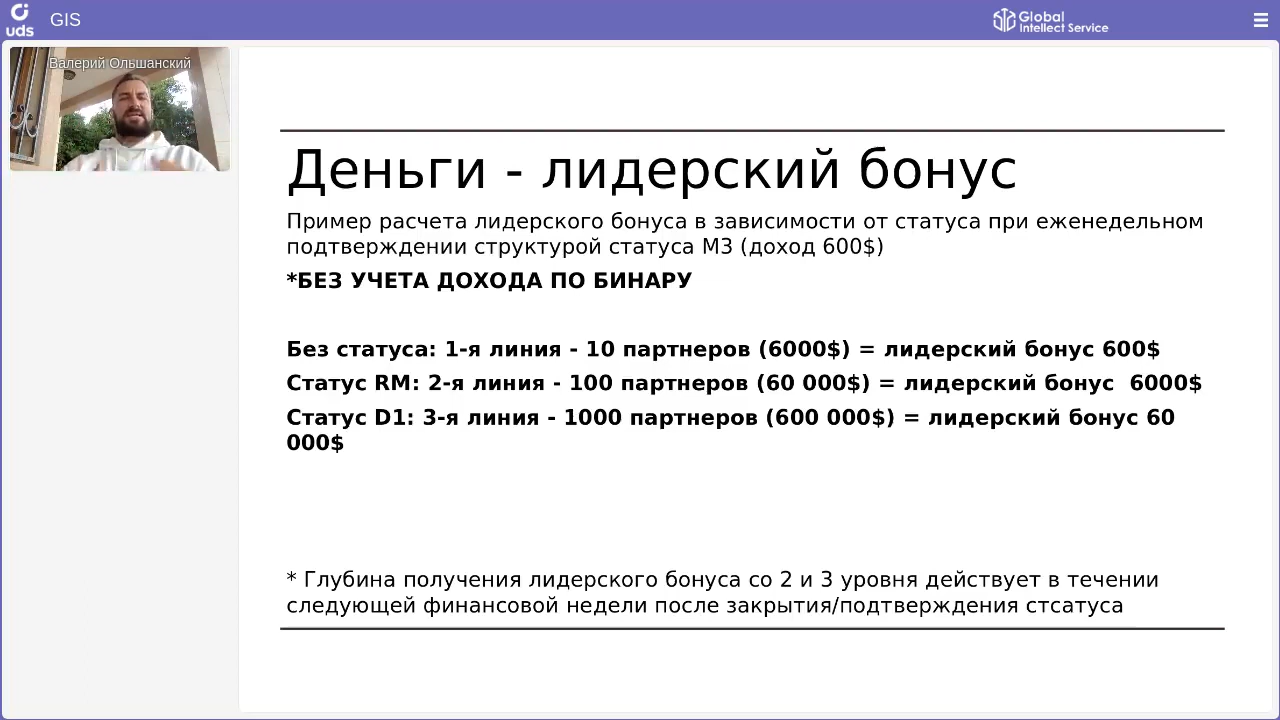 uds
GIS
Global
Intellect Service
Валерий Ольшанский
Деньги - лидерский бонус
Пример расчета лидерского бонуса в зависимости от статуса при еженедельном
подтверждении структурой статуса М3 (доход 600$)
*БЕЗ УЧЕТА ДОХОДА ПО БИНАРУ
Без статуса: 1-я линия - 10 партнеров (6000$) = лидерский бонус 600$
Статус RM: 2-я линия - 100 партнеров (60 000$) = лидерский бонус  6000$
Статус D1: 3-я линия - 1000 партнеров (600 000$) = лидерский бонус 60
000$
* Глубина получения лидерского бонуса со 2 и 3 уровня действует в течении
следующей финансовой недели после закрытия/подтверждения стсатуса